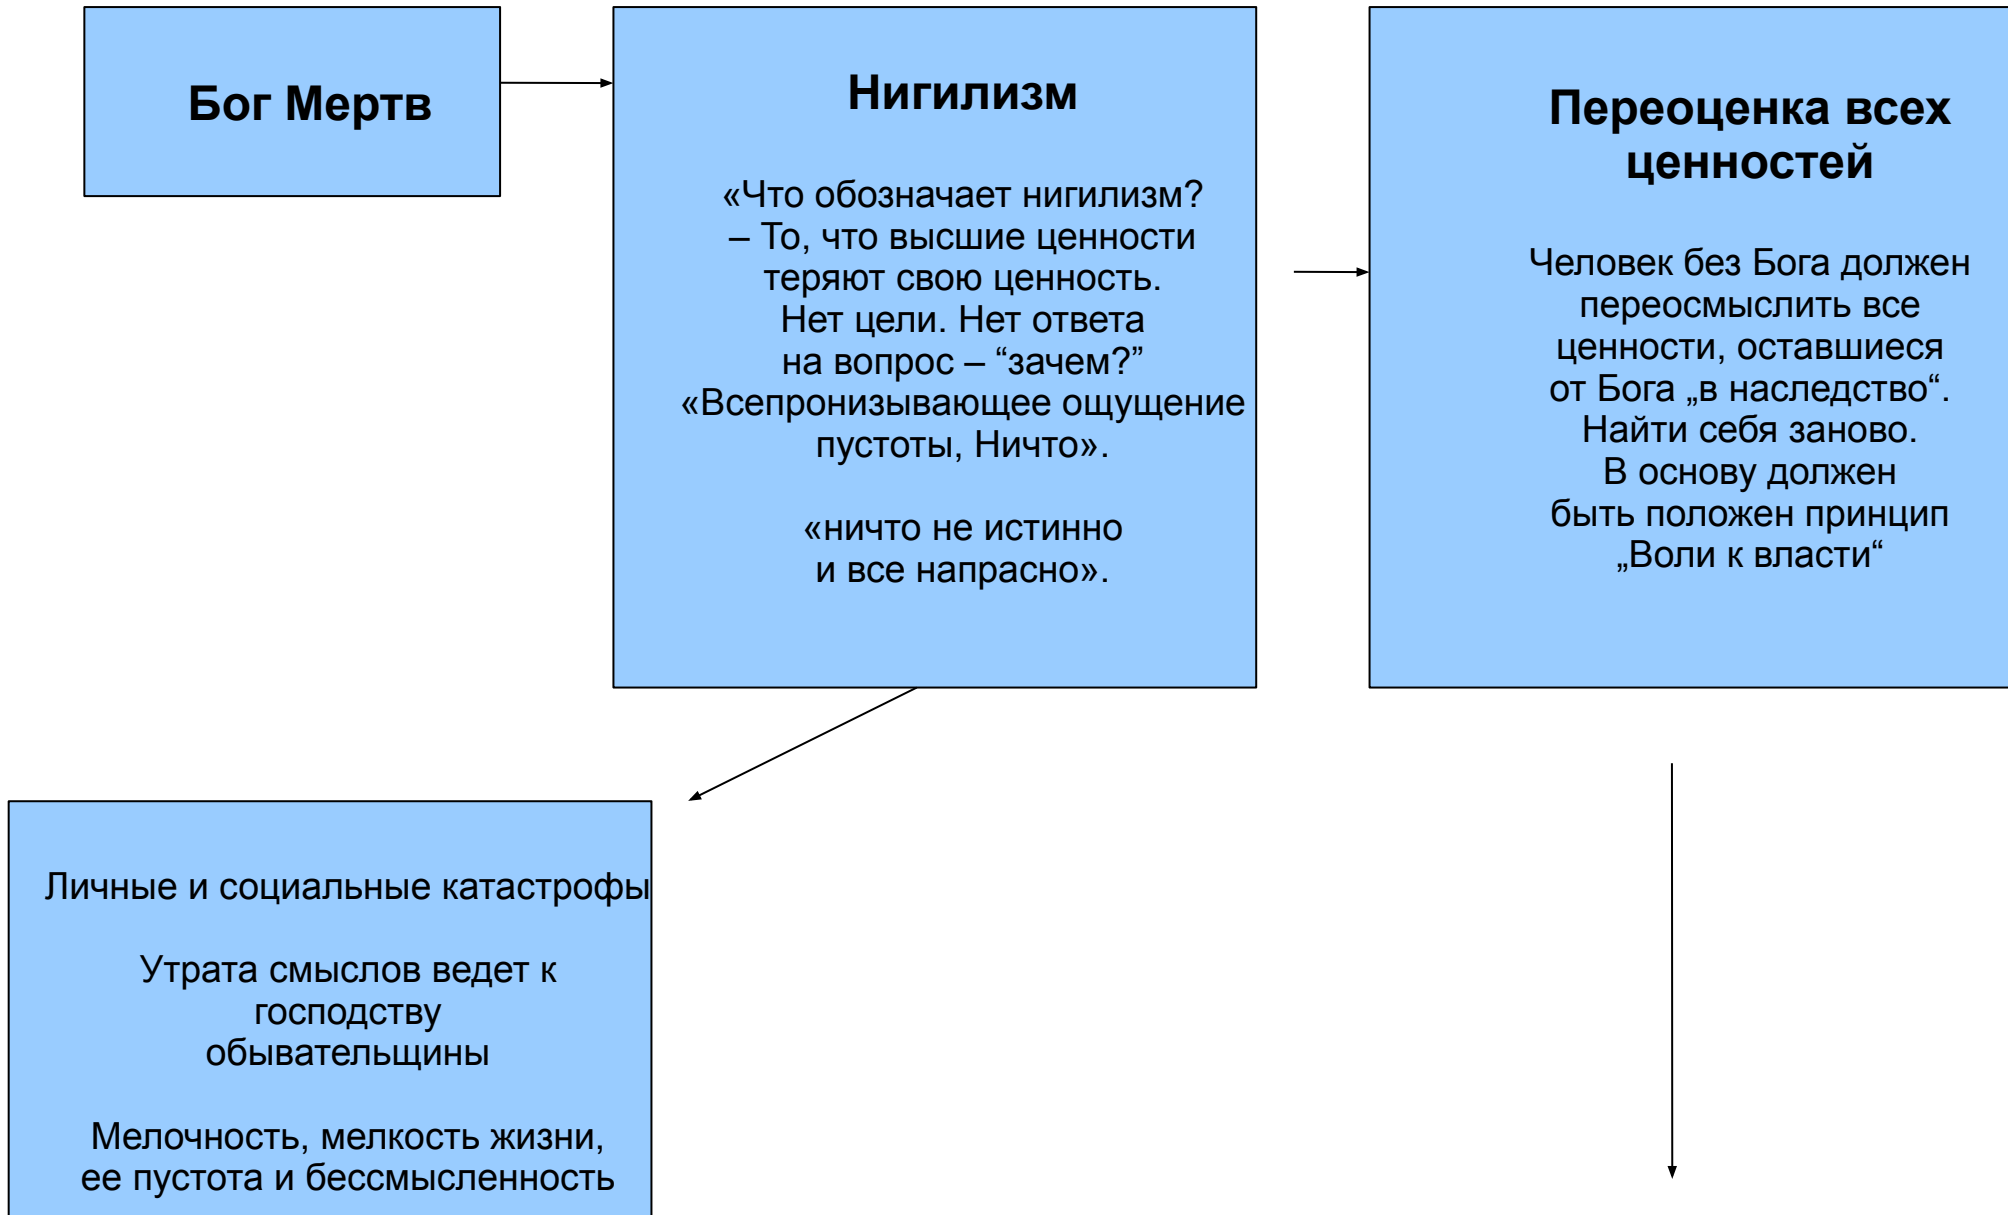 Бог Мертв
Нигилизм
«Что обозначает нигилизм?
– То, что высшие ценности
теряют свою ценность.
Нет цели. Нет ответа
на вопрос – “зачем?”
«Всепронизывающее ощущение
пустоты, Ничто».
«ничто не истинно
и все напрасно».
Переоценка всех
ценностей
Человек без Бога должен
переосмыслить все
ценности, оставшиеся
от Бога „в наследство“.
Найти себя заново.
В основу должен
быть положен принцип
„Воли к власти“
Личные и социальные катастрофы
Утрата смыслов ведет к
господству
обывательщины
Мелочность, мелкость жизни,
ее пустота и бессмысленность